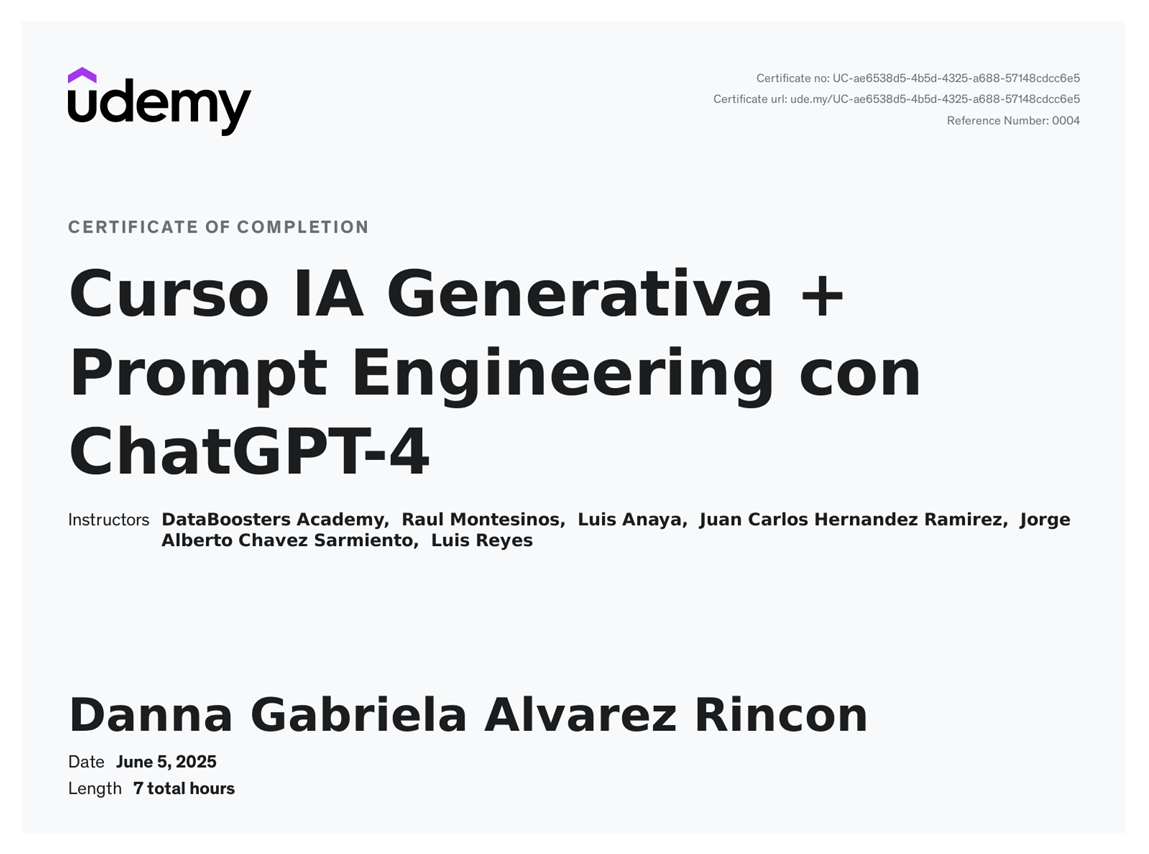 udemy
Certificate no: UC-ae6538d5-4b5d-4325-a688-57148cdcc6e5
Certificate url: ude.my/UC-ae6538d5-4b5d-4325-a688-57148cdcc6e5
Reference Number: 0004
CERTIFICATE OF COMPLETION
Curso IA Generativa +
Prompt Engineering con
ChatGPT-4
Instructors DataBoosters Academy, Raul Montesinos, Luis Anaya, Juan Carlos Hernandez Ramirez, Jorge
Alberto Chavez Sarmiento, Luis Reyes
Danna Gabriela Alvarez Rincon
Date June 5, 2025
Length 7 total hours